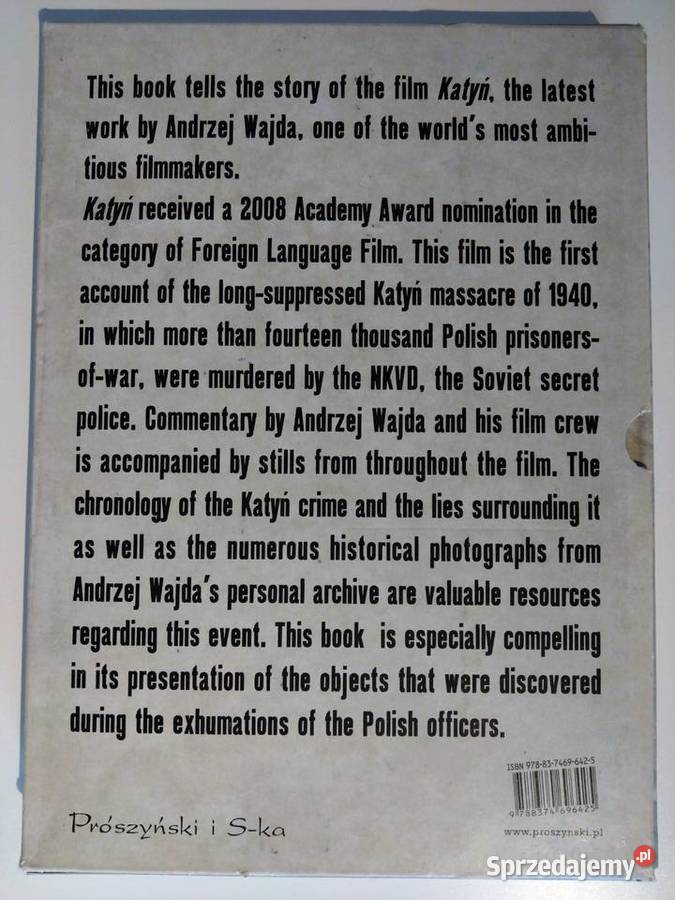 This book tells the story of the film Katyń, the latest
work by Andrzej Wajda, one of the world's most ambi-
tious filmmakers.
Katyń received a 2008 Academy Award nomination in the
category of Foreign Language Film. This film is the first
account of the long-suppressed Katyń massacre of 1940,
in which more than fourteen thousand Polish prisoners-
of-war, were murdered by the NKVD, the Soviet secret
police. Commentary by Andrzej Wajda and his film crew
is accompanied by stills from throughout the film. The
chronology of the Katyń crime and the lies surrounding it
as well as the numerous historical photographs from
Andrzej Wajda's personal archive are valuable resources
regarding this event. This book is especially compelling
in its presentation of the objects that were discovered
during the exhumations of the Polish officers.
ISBN 978-83-7469-642-5
9 788374 696425
Prószyński i S-ka
www.proszynski.pl
Sprzedajemy.pl